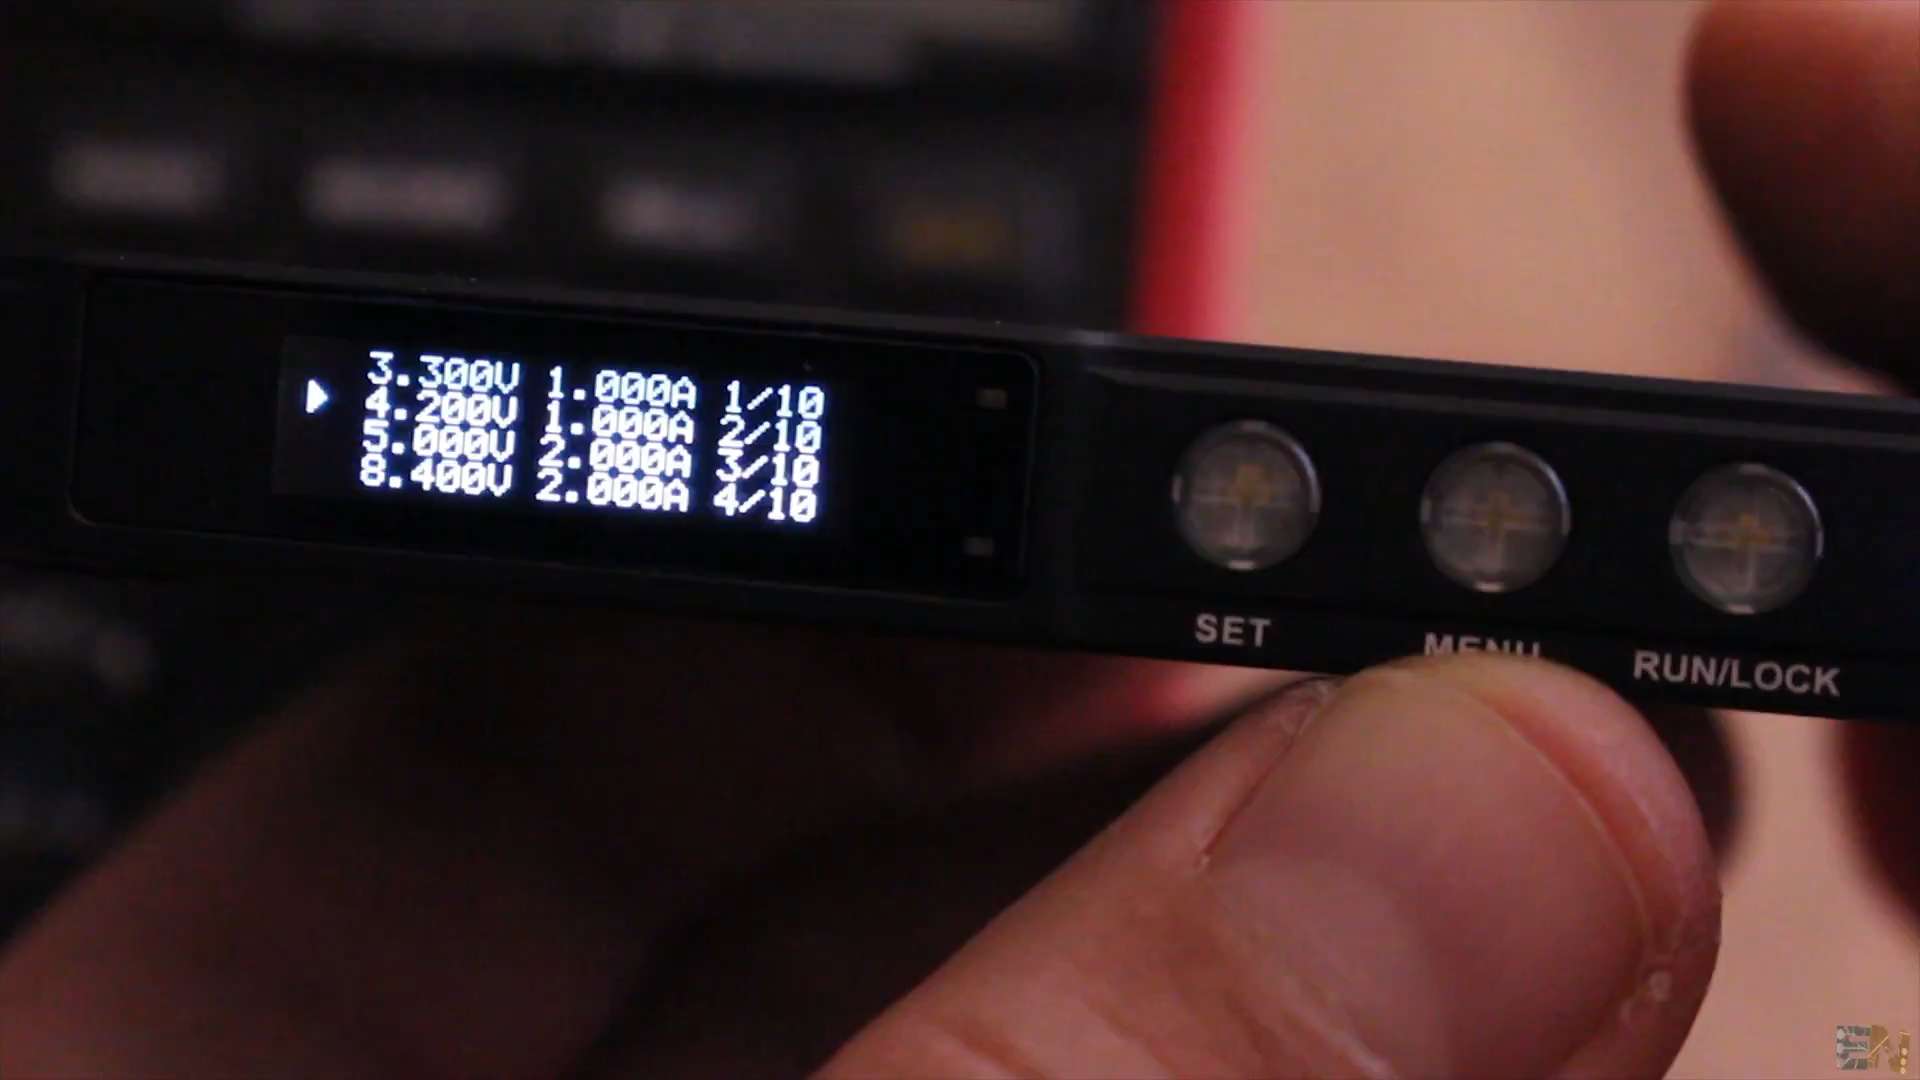 3.300V 1.000A 1/10
4.200V 1.000A 2/10
5.000V 2.000A 3/10
8.400V 2.000A 4/10
SET
MENU
RUN/LOCK